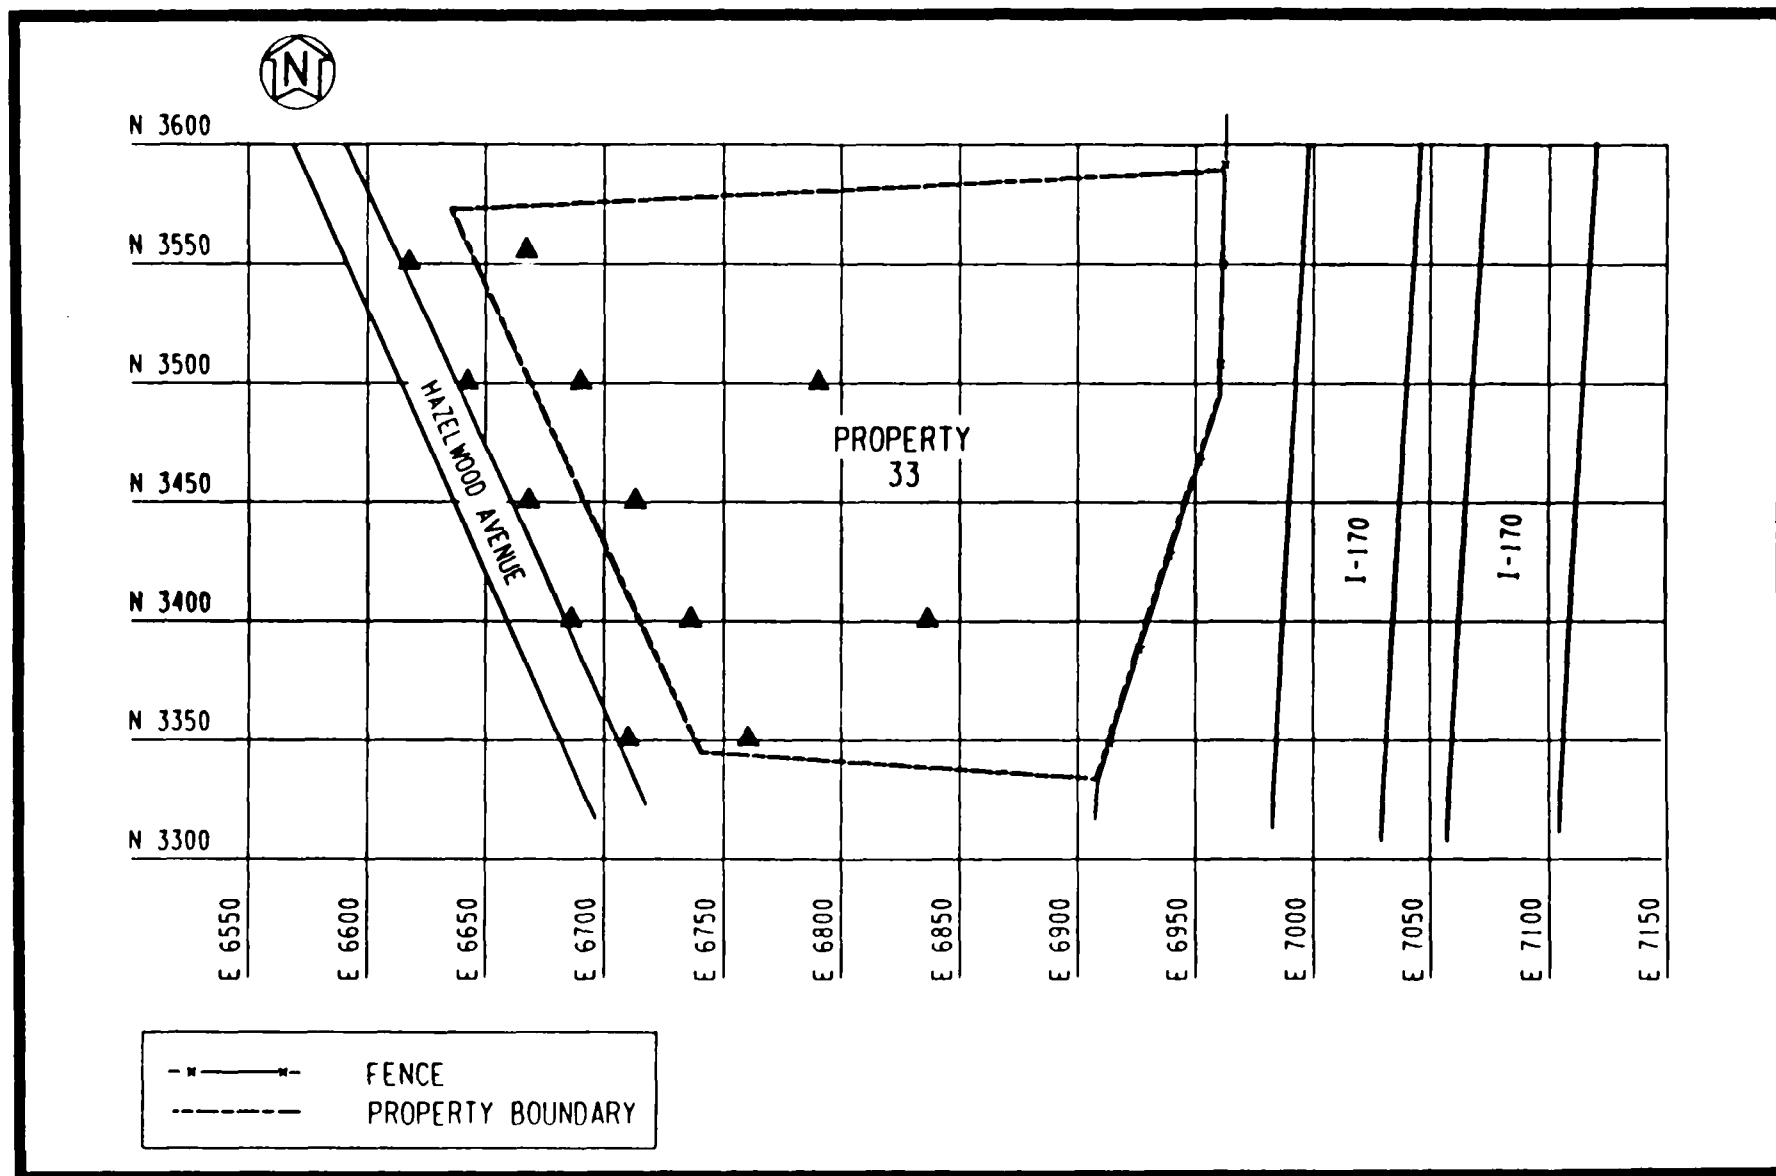 N
N 3600
N 3550
N 3500
N 3450
N 3400
N 3350
N 3300
HAZELWOOD AVENUE
PROPERTY
33
I-170
I-170
E 6550
E 6600
E 6650
E 6700
E 6750
E 6800
E 6850
E 6900
E 6950
E 7000
E 7050
E 7100
E 7150
FENCE
PROPERTY BOUNDARY